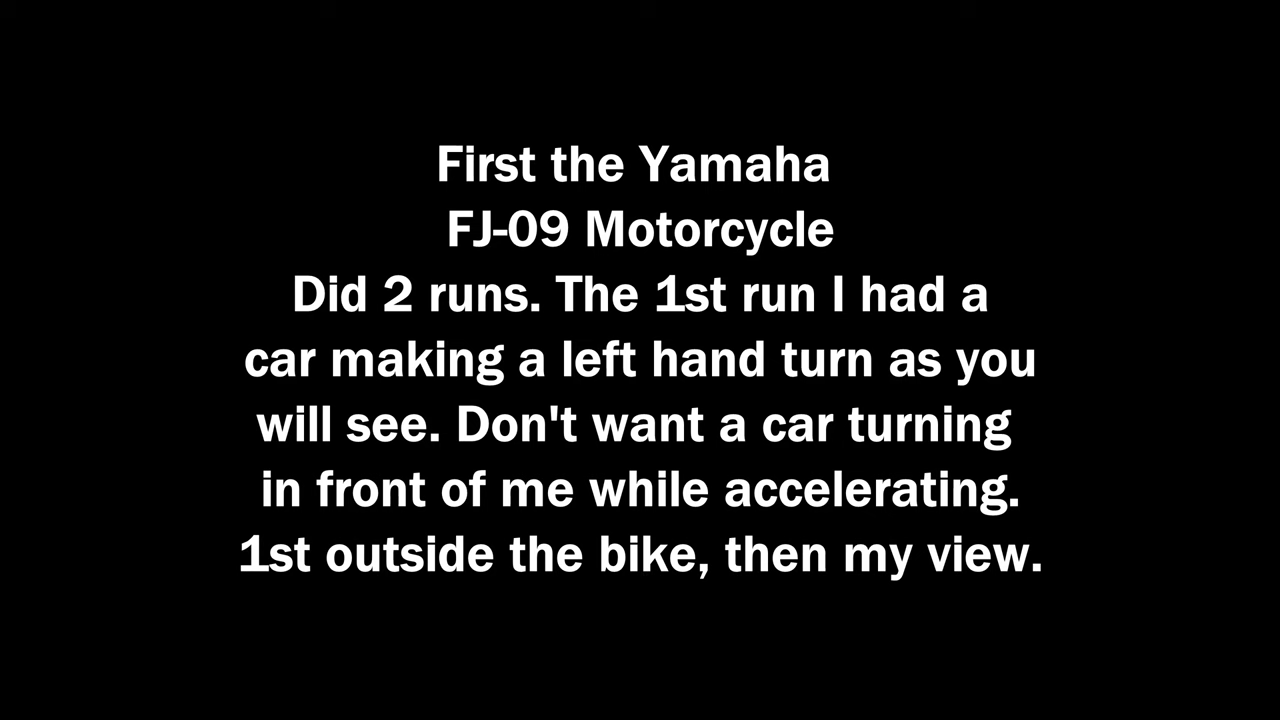 First the Yamaha
FJ-09 Motorcycle
Did 2 runs. The 1st run I had a
car making a left hand turn as you
will see. Don't want a car turning
in front of me while accelerating.
1st outside the bike, then my view.